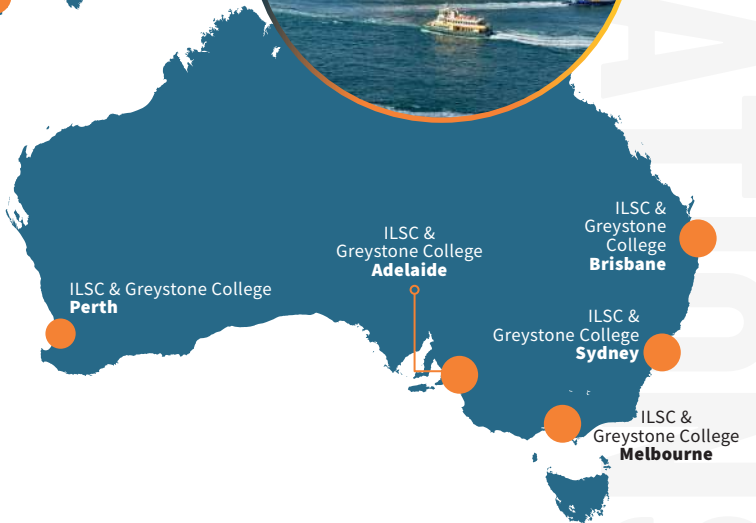 ILSC &
Greystone
College
Brisbane
ILSC &
Greystone College
Adelaide
ILSC & Greystone College
Perth
ILSC &
Greystone College
Sydney
ILSC &
Greystone College
Melbourne